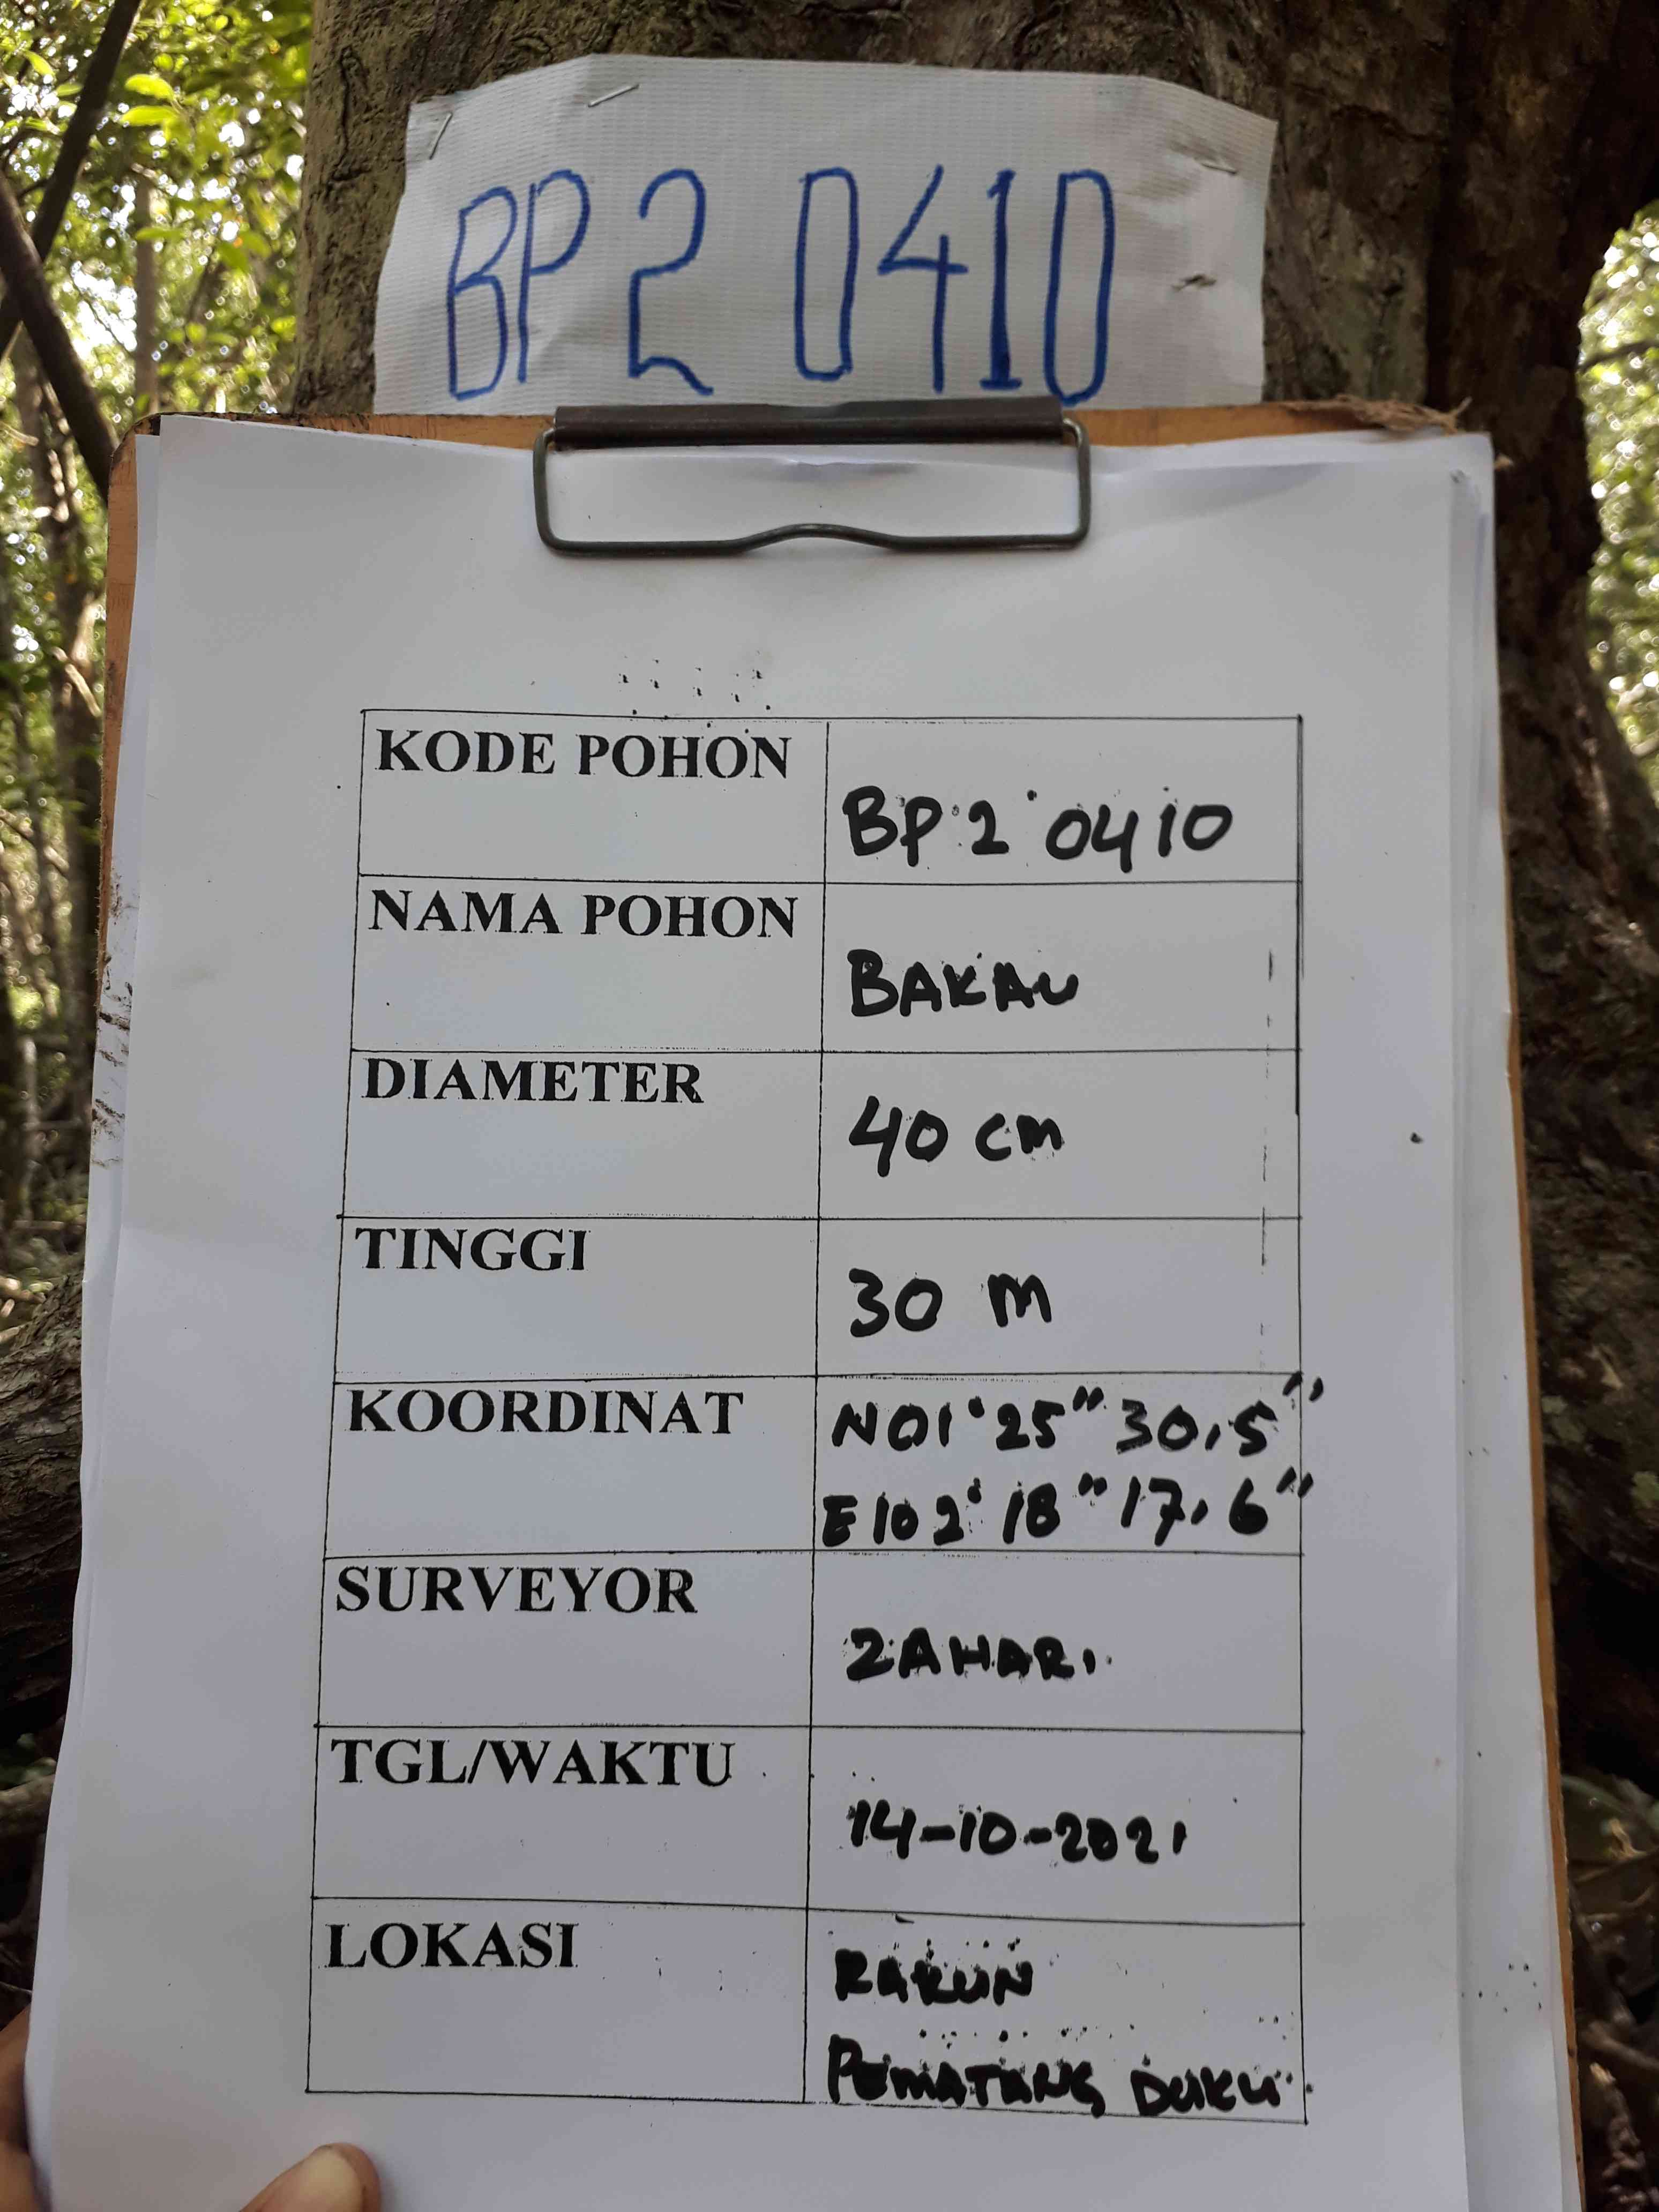 BP 2 0410
KODE POHON
BP 2 0410
NAMA POHON
BAKAU
DIAMETER
40 cm
TINGGI
30 m
KOORDINAT
N01°25"30,5"
E102°18"17,6"
SURVEYOR
ZAHARI
TGL/WAKTU
14-10-2021
LOKASI
RAKUN
PEMATANG DUKU